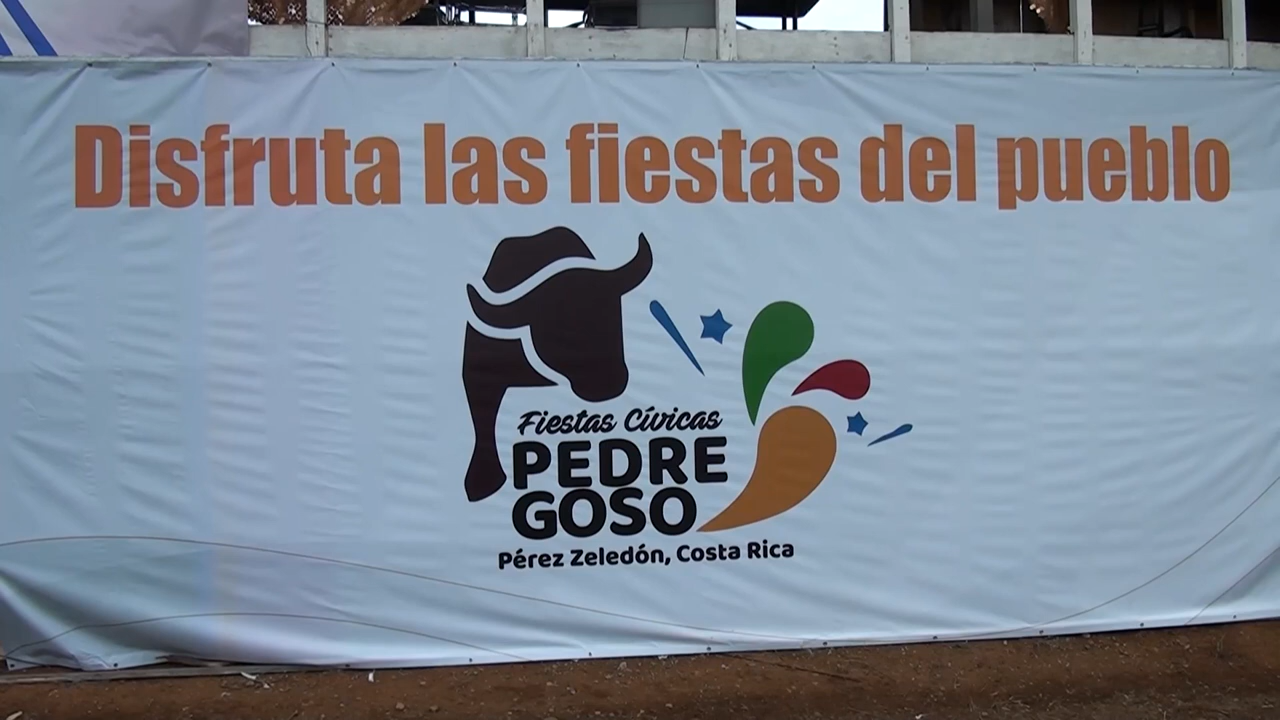 Disfruta las fiestas del pueblo
Fiestas Cívicas
PEDRE
GOSO
Pérez Zeledón, Costa Rica